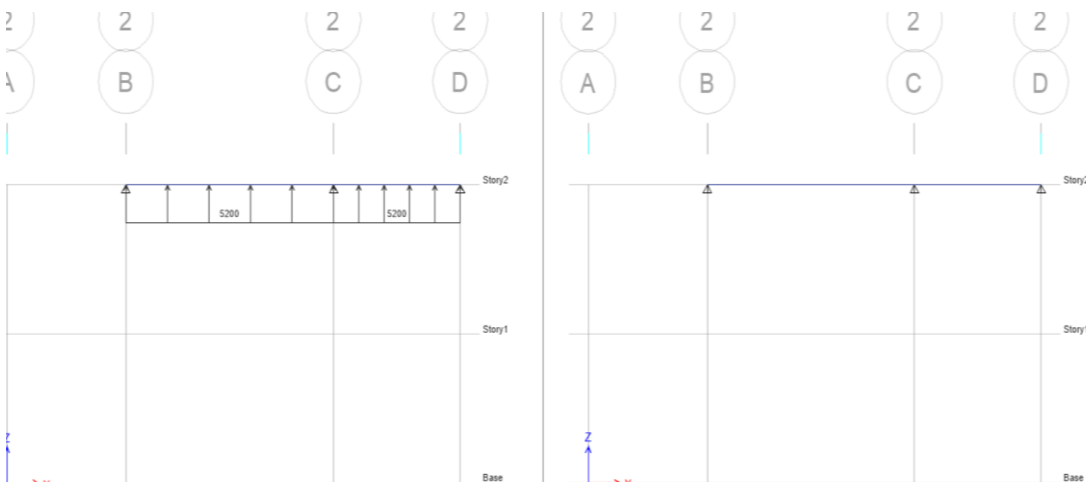 2 2 2 2 2 2 2 2
A B C D A B C D
Story2 Story2
5200 5200
Story1 Story1
Z Z
Base Base